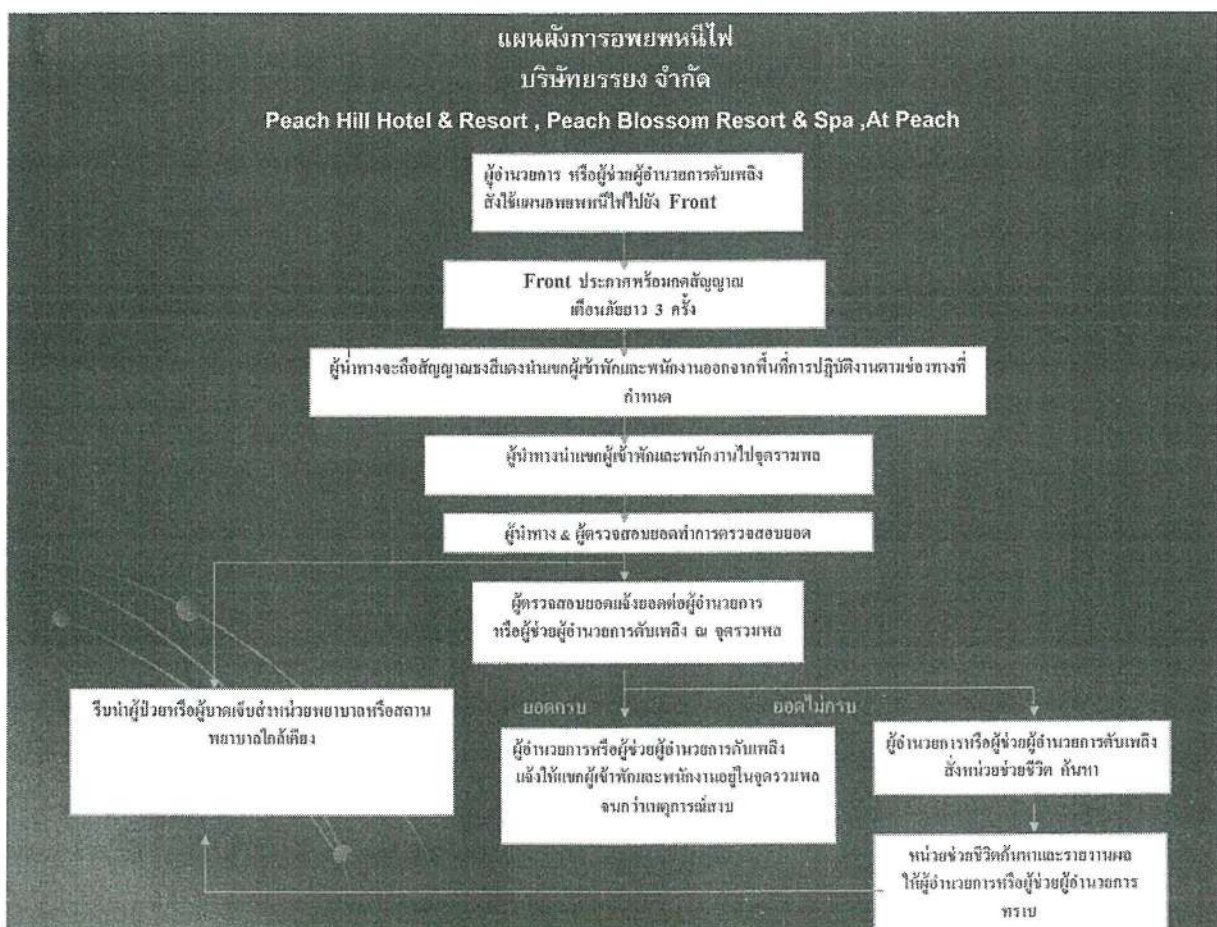 แผนผังการอพยพหนีไฟ
บริษัทยรรยง จำกัด
Peach Hill Hotel & Resort , Peach Blossom Resort & Spa ,At Peach
ผู้อำนวยการ หรือผู้ช่วยผู้อำนวยการดับเพลิง
สั่งใช้แผนอพยพหนีไฟไปยัง Front
Front ประกาศพร้อมกดสัญญาณ
เตือนภัยยาว 3 ครั้ง
ผู้นำทางจะถือสัญญาณธงสีแดงนำแขกผู้เข้าพักและพนักงานออกจากพื้นที่การปฏิบัติงานตามช่องทางที่
กำหนด
ผู้นำทางนำแขกผู้เข้าพักและพนักงานไปจุดรวมพล
ผู้นำทาง & ผู้ตรวจสอบยอดทำการตรวจสอบยอด
ผู้ตรวจสอบยอดแจ้งยอดต่อผู้อำนวยการ
หรือผู้ช่วยผู้อำนวยการดับเพลิง ณ จุดรวมพล
รีบนำผู้ป่วยหรือผู้บาดเจ็บส่งหน่วยพยาบาลหรือสถาน
พยาบาลใกล้เคียง
ยอดครบ
ยอดไม่ครบ
ผู้อำนวยการหรือผู้ช่วยผู้อำนวยการดับเพลิง
แจ้งให้แขกผู้เข้าพักและพนักงานอยู่ในจุดรวมพล
จนกว่าเหตุการณ์สงบ
ผู้อำนวยการหรือผู้ช่วยผู้อำนวยการดับเพลิง
สั่งหน่วยช่วยชีวิต ค้นหา
หน่วยช่วยชีวิตค้นหาและรายงานผล
ให้ผู้อำนวยการหรือผู้ช่วยผู้อำนวยการ
ทราบ